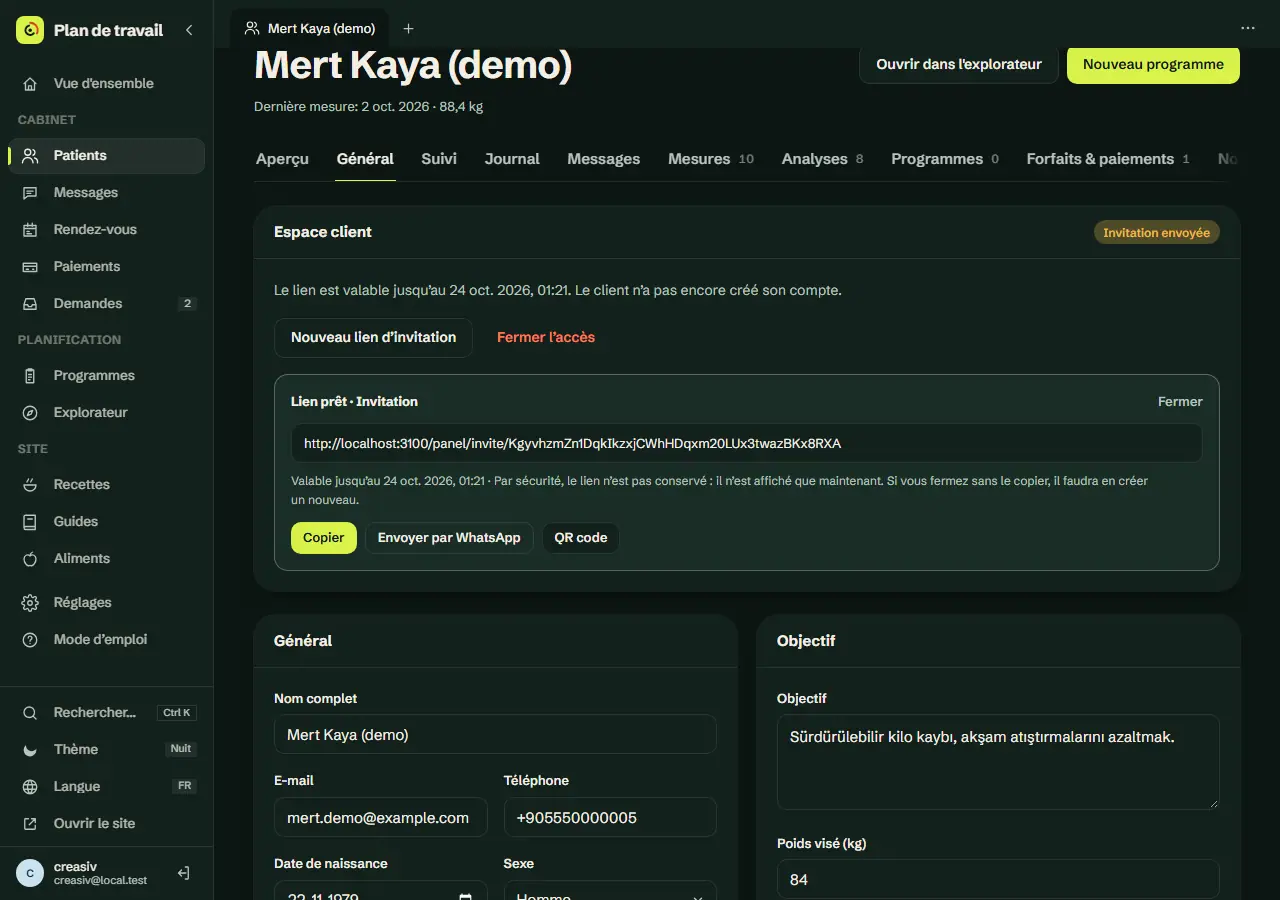 Plan de travail
Vue d'ensemble
CABINET
Patients
Messages
Rendez-vous
Paiements
Demandes 2
PLANIFICATION
Programmes
Explorateur
SITE
Recettes
Guides
Aliments
Réglages
Mode d'emploi
Rechercher... Ctrl K
Thème Nuit
Langue FR
Ouvrir le site
c creasiv
creasiv@local.test
Mert Kaya (demo)
Mert Kaya (demo)
Ouvrir dans l'explorateur Nouveau programme
Dernière mesure: 2 oct. 2026 · 88,4 kg
Aperçu Général Suivi Journal Messages Mesures 10 Analyses 8 Programmes 0 Forfaits & paiements 1 No
Espace client Invitation envoyée
Le lien est valable jusqu'au 24 oct. 2026, 01:21. Le client n'a pas encore créé son compte.
Nouveau lien d'invitation Fermer l'accès
Lien prêt · Invitation Fermer
http://localhost:3100/panel/invite/KgyvhzmZn1DqkIkzxjCWhHDqxm20LUx3twazBKx8RXA
Valable jusqu'au 24 oct. 2026, 01:21 · Par sécurité, le lien n'est pas conservé : il n'est affiché que maintenant. Si vous fermez sans le copier, il faudra en créer
un nouveau.
Copier Envoyer par WhatsApp QR code
Général
Nom complet
Mert Kaya (demo)
E-mail Téléphone
mert.demo@example.com +905550000005
Date de naissance Sexe
22.11.1979 Homme
Objectif
Objectif
Sürdürülebilir kilo kaybı, akşam atıştırmalarını azaltmak.
Poids visé (kg)
84